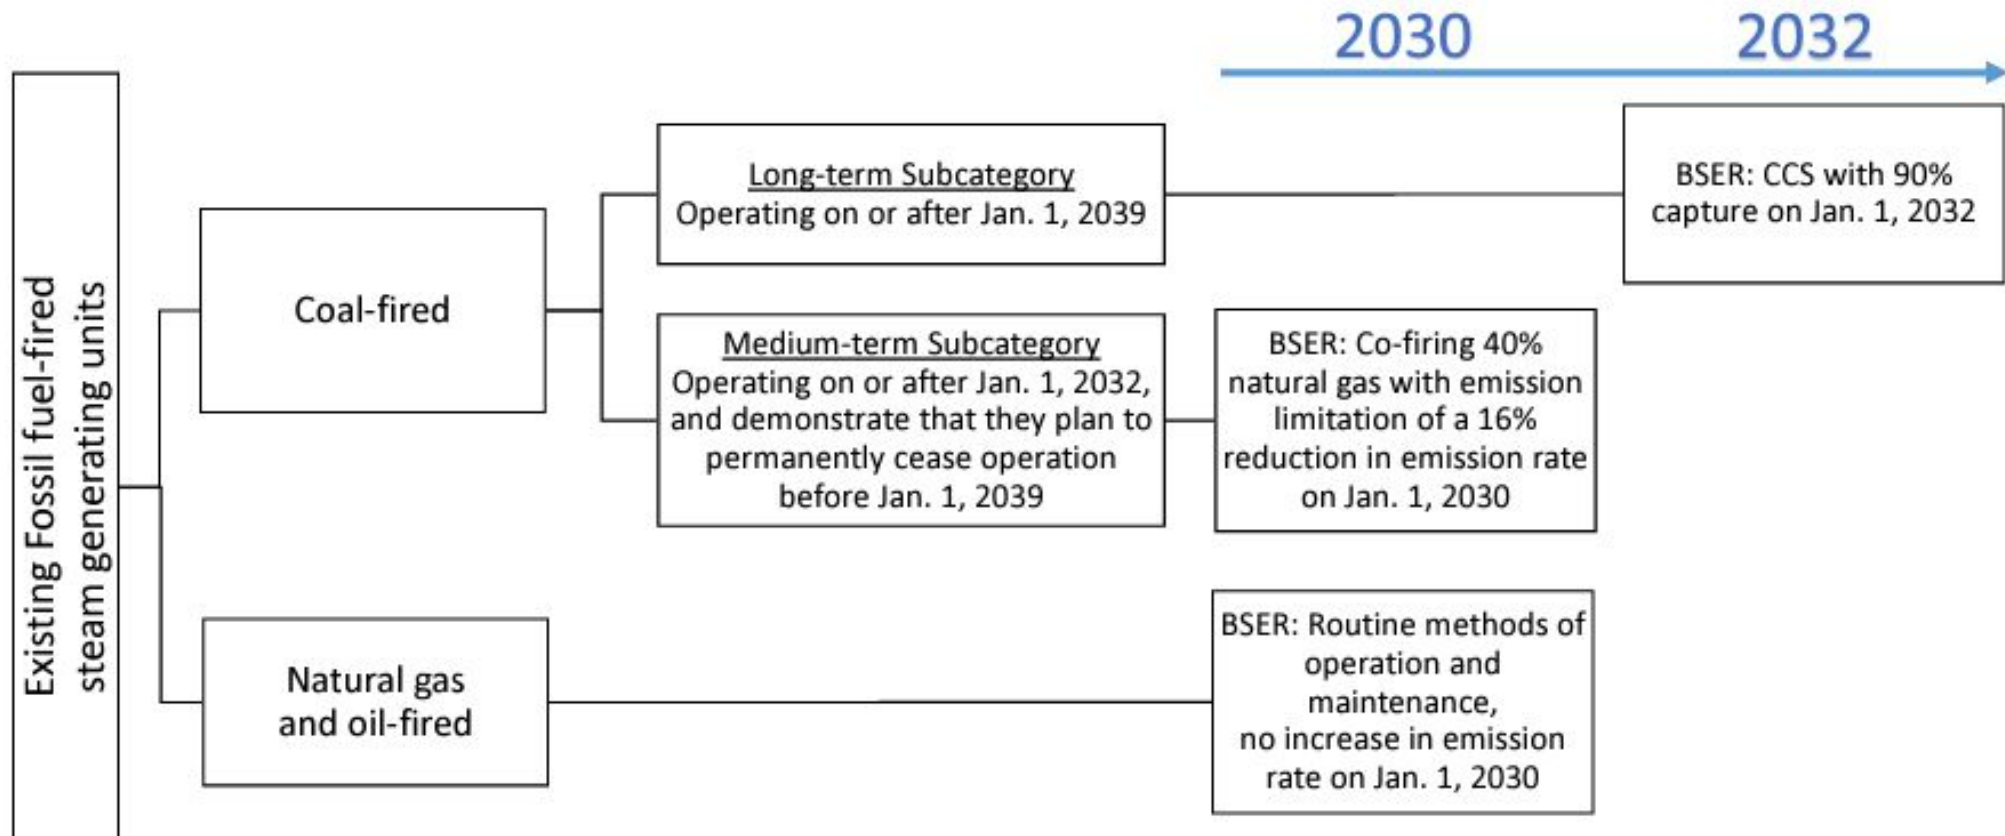 2030
2032
Existing Fossil fuel-fired
steam generating units
Coal-fired
Long-term Subcategory
Operating on or after Jan. 1, 2039
BSER: CCS with 90%
capture on Jan. 1, 2032
Medium-term Subcategory
Operating on or after Jan. 1, 2032,
and demonstrate that they plan to
permanently cease operation
before Jan. 1, 2039
BSER: Co-firing 40%
natural gas with emission
limitation of a 16%
reduction in emission rate
on Jan. 1, 2030
Natural gas
and oil-fired
BSER: Routine methods of
operation and
maintenance,
no increase in emission
rate on Jan. 1, 2030